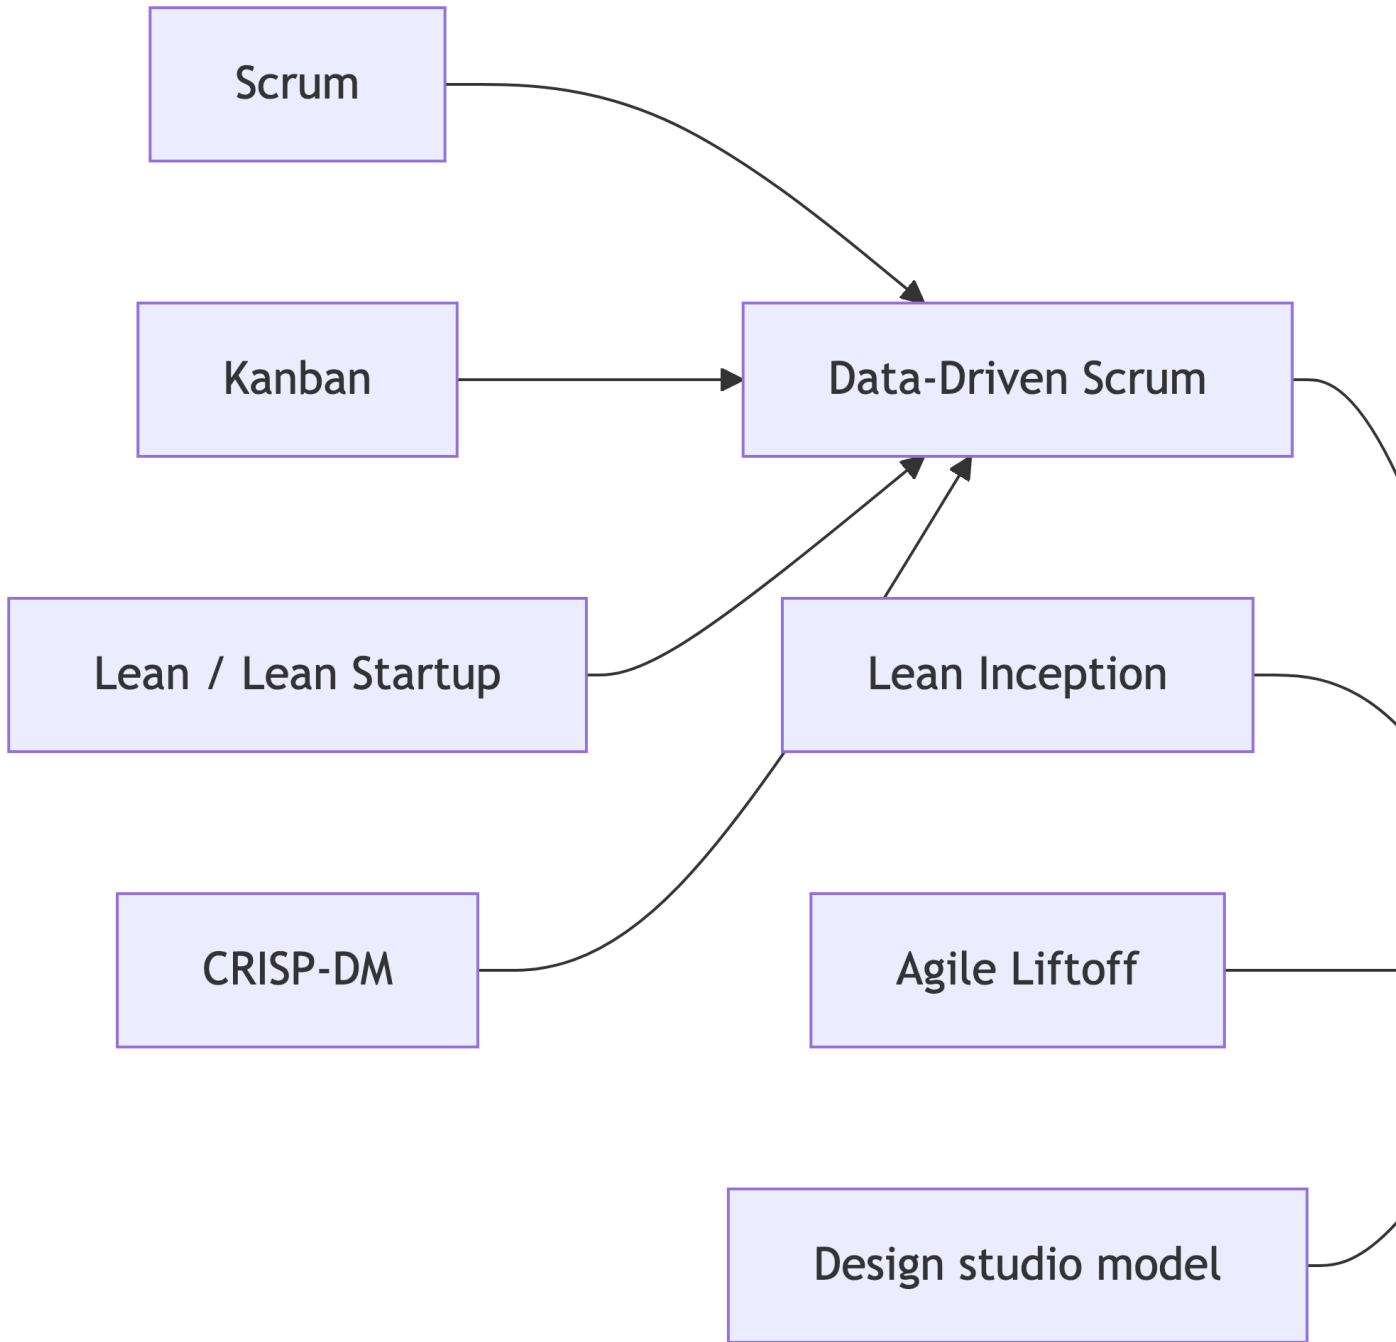 Scrum
Kanban
Data-Driven Scrum
Lean / Lean Startup
Lean Inception
CRISP-DM
Agile Liftoff
Design studio model